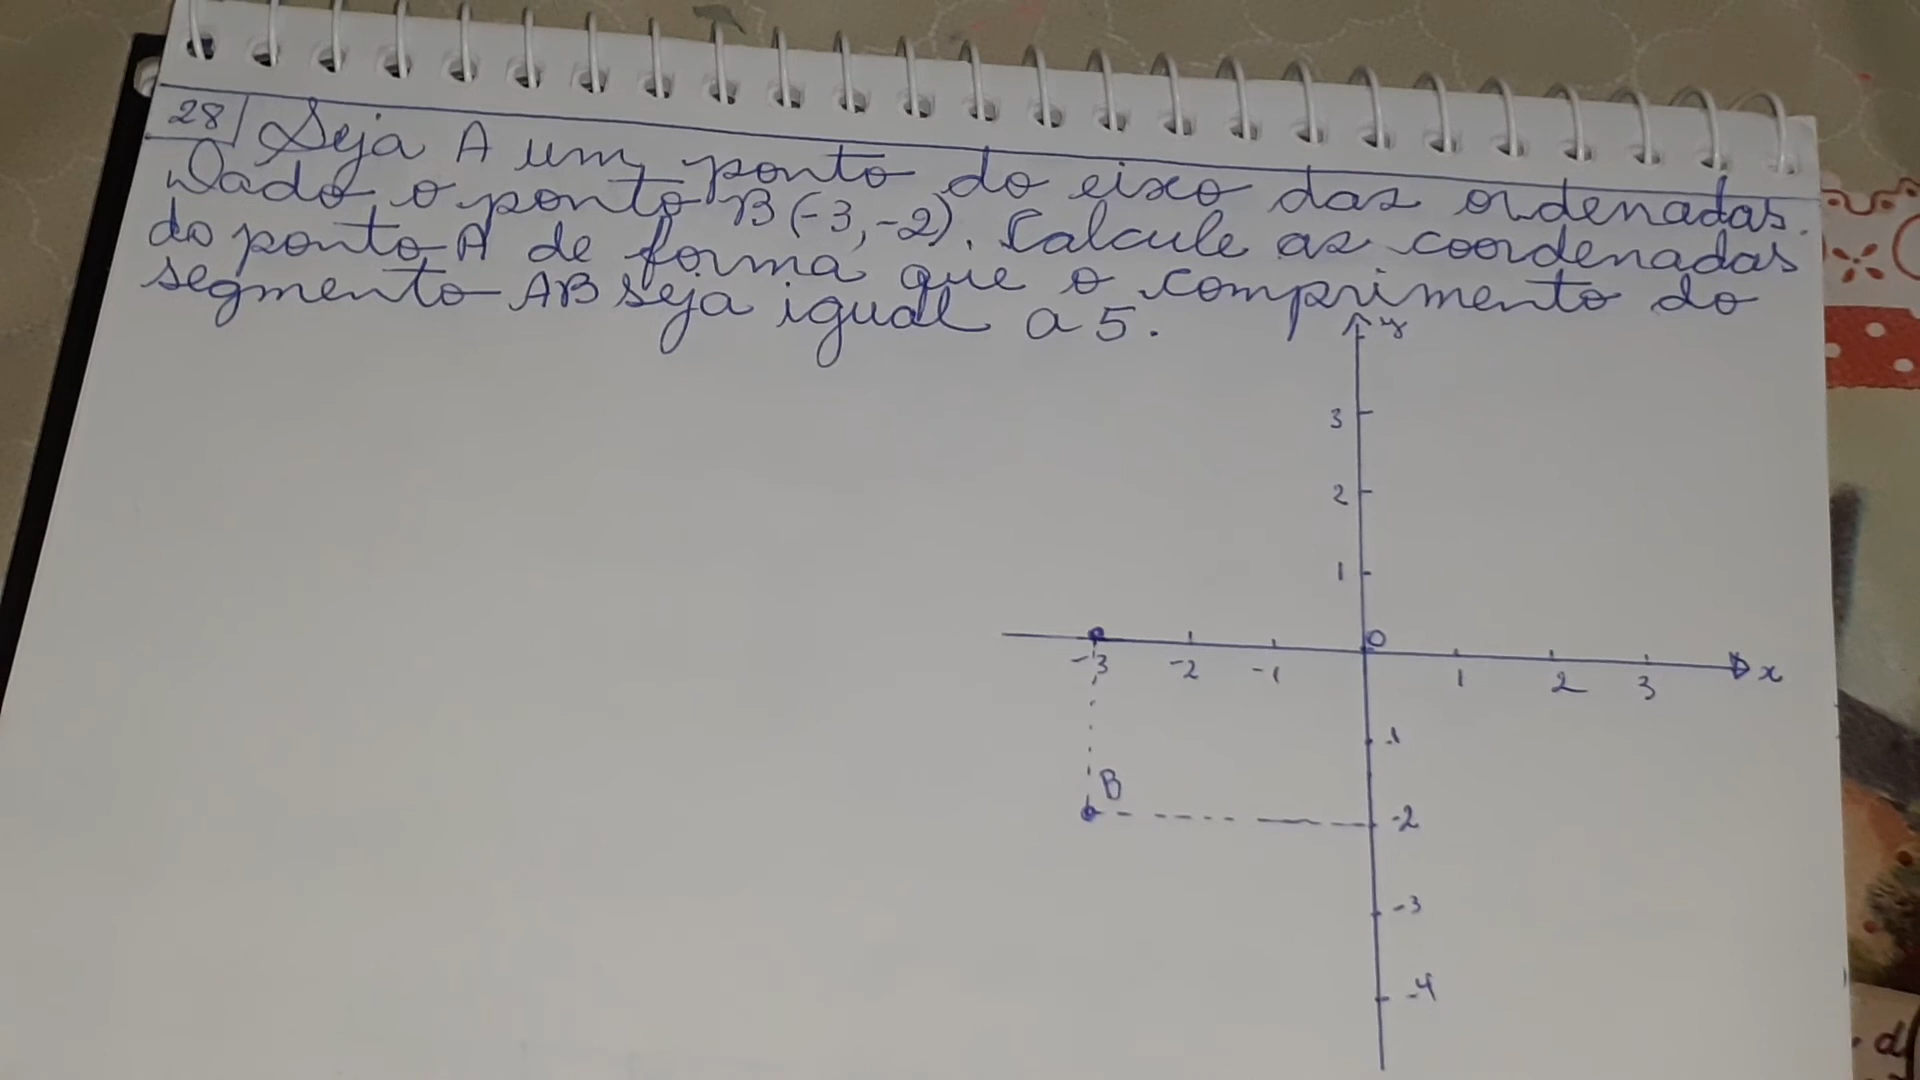 28 Seja A um ponto do eixo das ordenadas.
Dado o ponto B(-3,-2). Calcule as coordenadas
do ponto A de forma que o comprimento do
segmento AB seja igual a 5.
y
3
2
1
0
-3 -2 -1 1 2 3 x
-1
B
-2
-3
-4